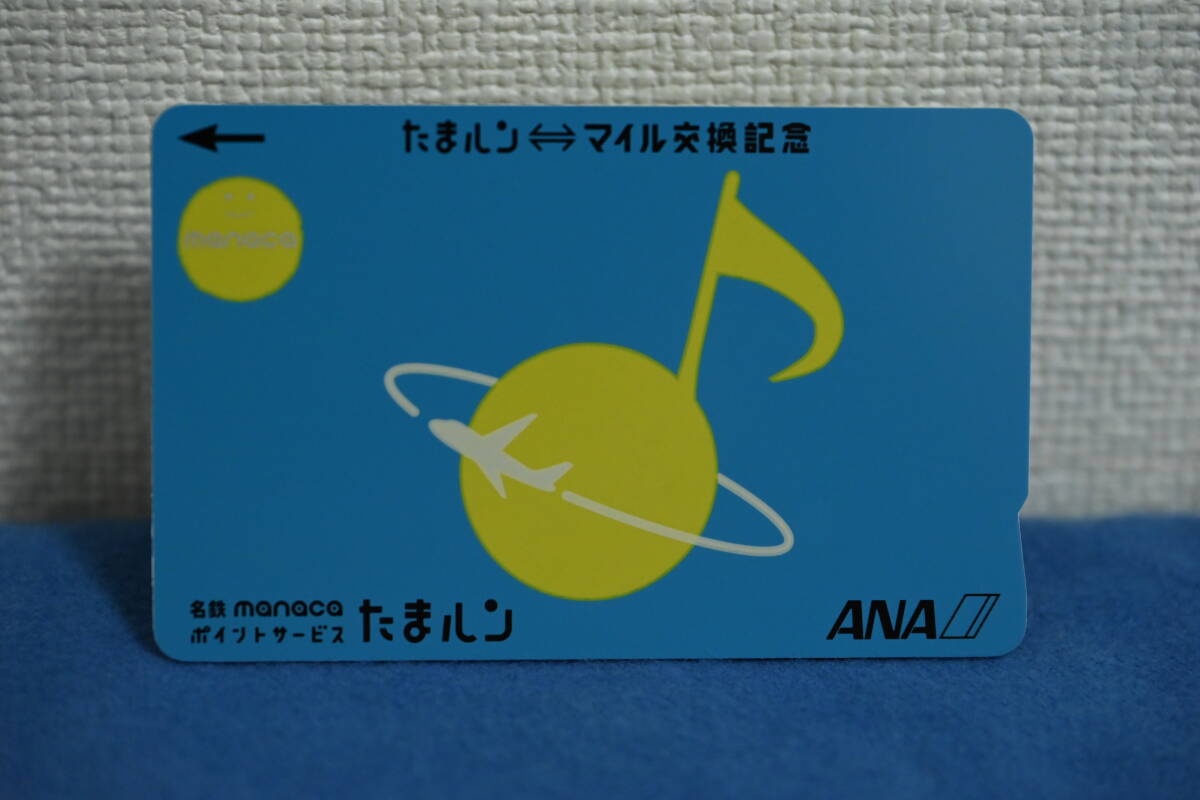 たまルン⇔マイル交換記念
manaca
名鉄 manaca
ポイントサービス
たまルン
ANA